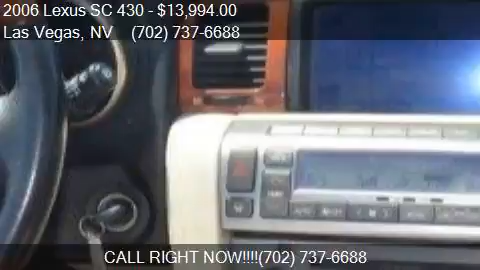 2006 Lexus SC 430 - $13,994.00
Las Vegas, NV (702) 737-6688
CALL RIGHT NOW!!!!(702) 737-6688